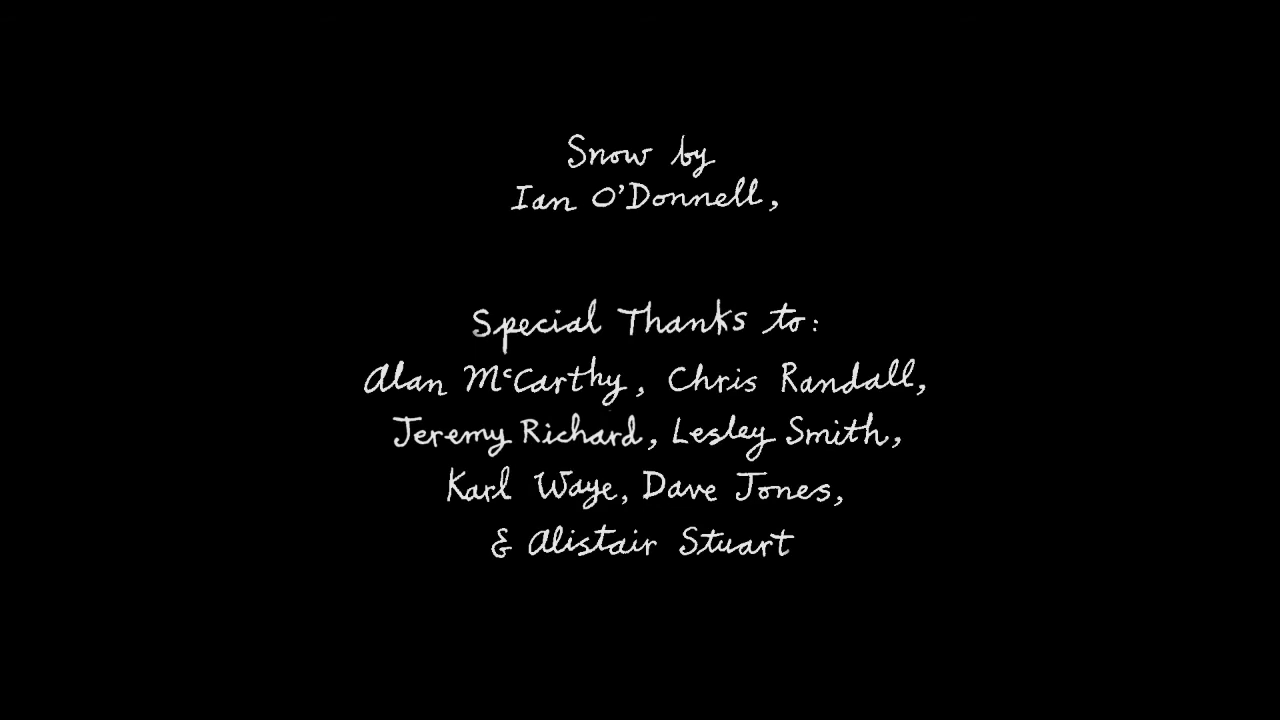 Snow by
Ian O'Donnell,
Special Thanks to:
Alan McCarthy, Chris Randall,
Jeremy Richard, Lesley Smith,
Karl Waye, Dave Jones,
& Alistair Stuart